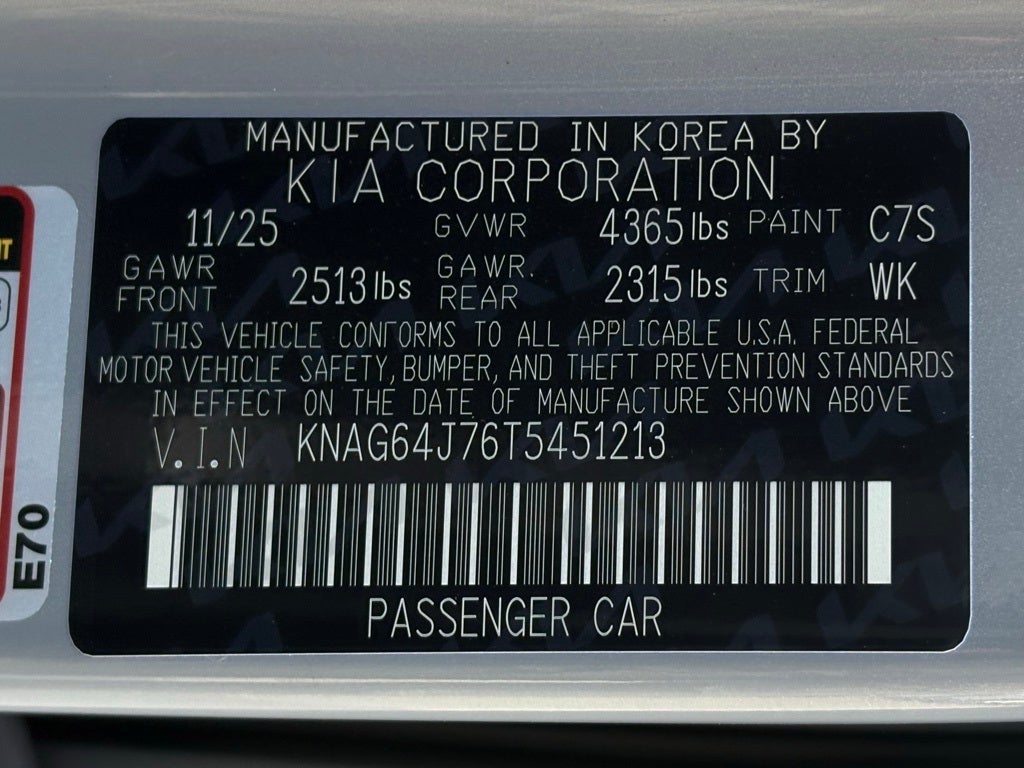 MANUFACTURED IN KOREA BY
KIA CORPORATION
11/25 GVWR 4365 lbs PAINT C7S
GAWR FRONT 2513 lbs GAWR. REAR 2315 lbs TRIM WK
THIS VEHICLE CONFORMS TO ALL APPLICABLE U.S.A. FEDERAL
MOTOR VEHICLE SAFETY, BUMPER, AND THEFT PREVENTION STANDARDS
IN EFFECT ON THE DATE OF MANUFACTURE SHOWN ABOVE
V.I.N KNAG64J76T5451213
PASSENGER CAR
E70